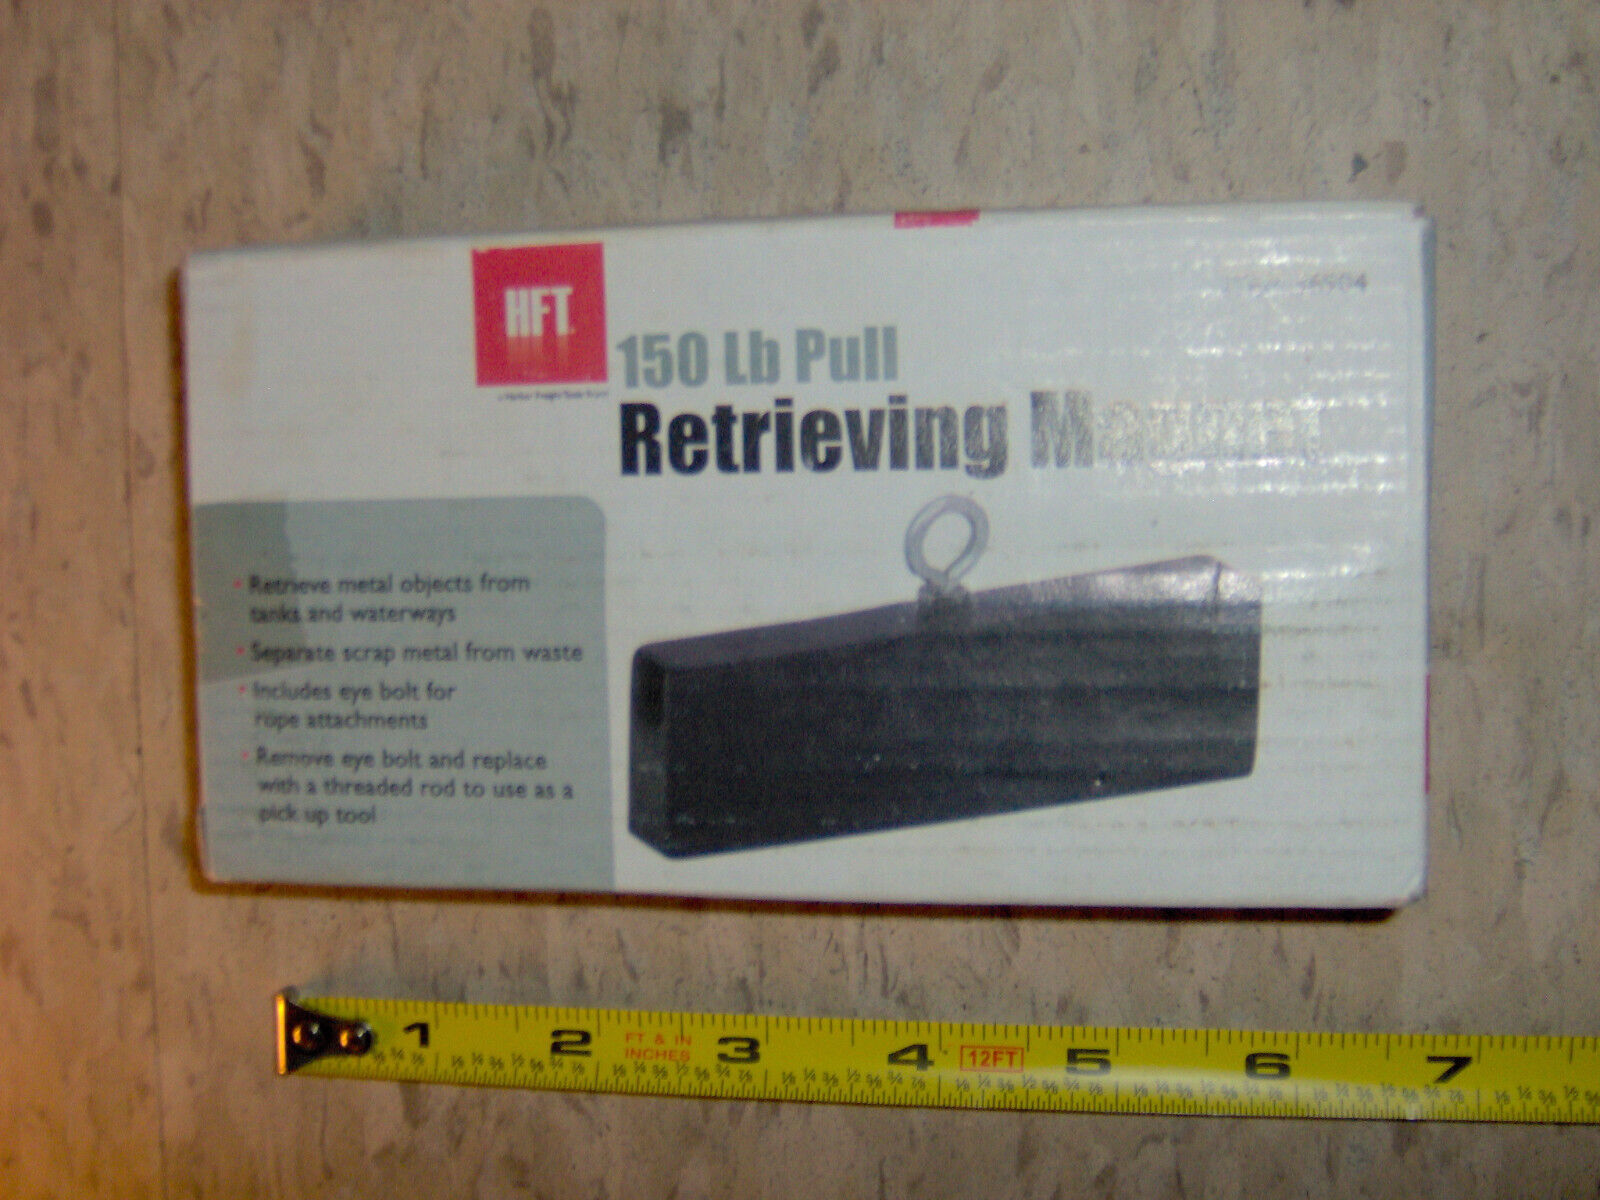 HFT
150 Lb Pull
Retrieving Magnet
• Retrieve metal objects from
tanks and waterways
• Separate scrap metal from waste
• Includes eye bolt for
rope attachments
• Remove eye bolt and replace
with a threaded rod to use as a
pick up tool
1 2 FT & IN 3 4 12FT 5 6 7
INCHES